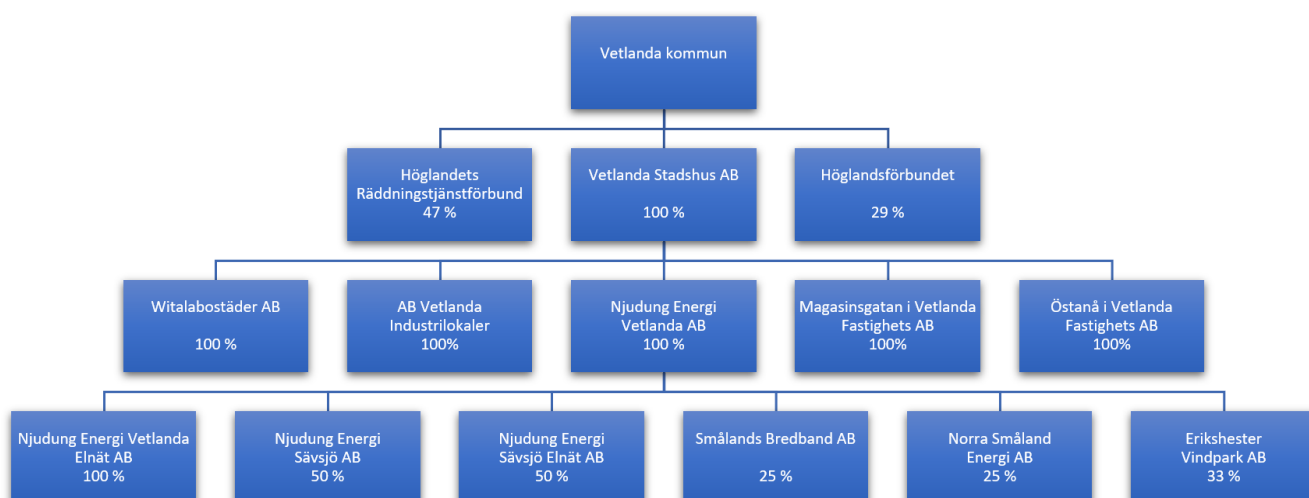 Vetlanda kommun
Höglandets
Räddningstjänstförbund
47 %
Vetlanda Stadshus AB
100 %
Höglandsförbundet
29 %
Witalabostäder AB
100 %
AB Vetlanda
Industrilokaler
100%
Njudung Energi
Vetlanda AB
100 %
Magasinsgatan i Vetlanda
Fastighets AB
100%
Östanå i Vetlanda
Fastighets AB
100%
Njudung Energi Vetlanda
Elnät AB
100 %
Njudung Energi
Sävsjö AB
50 %
Njudung Energi
Sävsjö Elnät AB
50 %
Smålands Bredband AB
25 %
Norra Småland
Energi AB
25 %
Erikshester
Vindpark AB
33 %